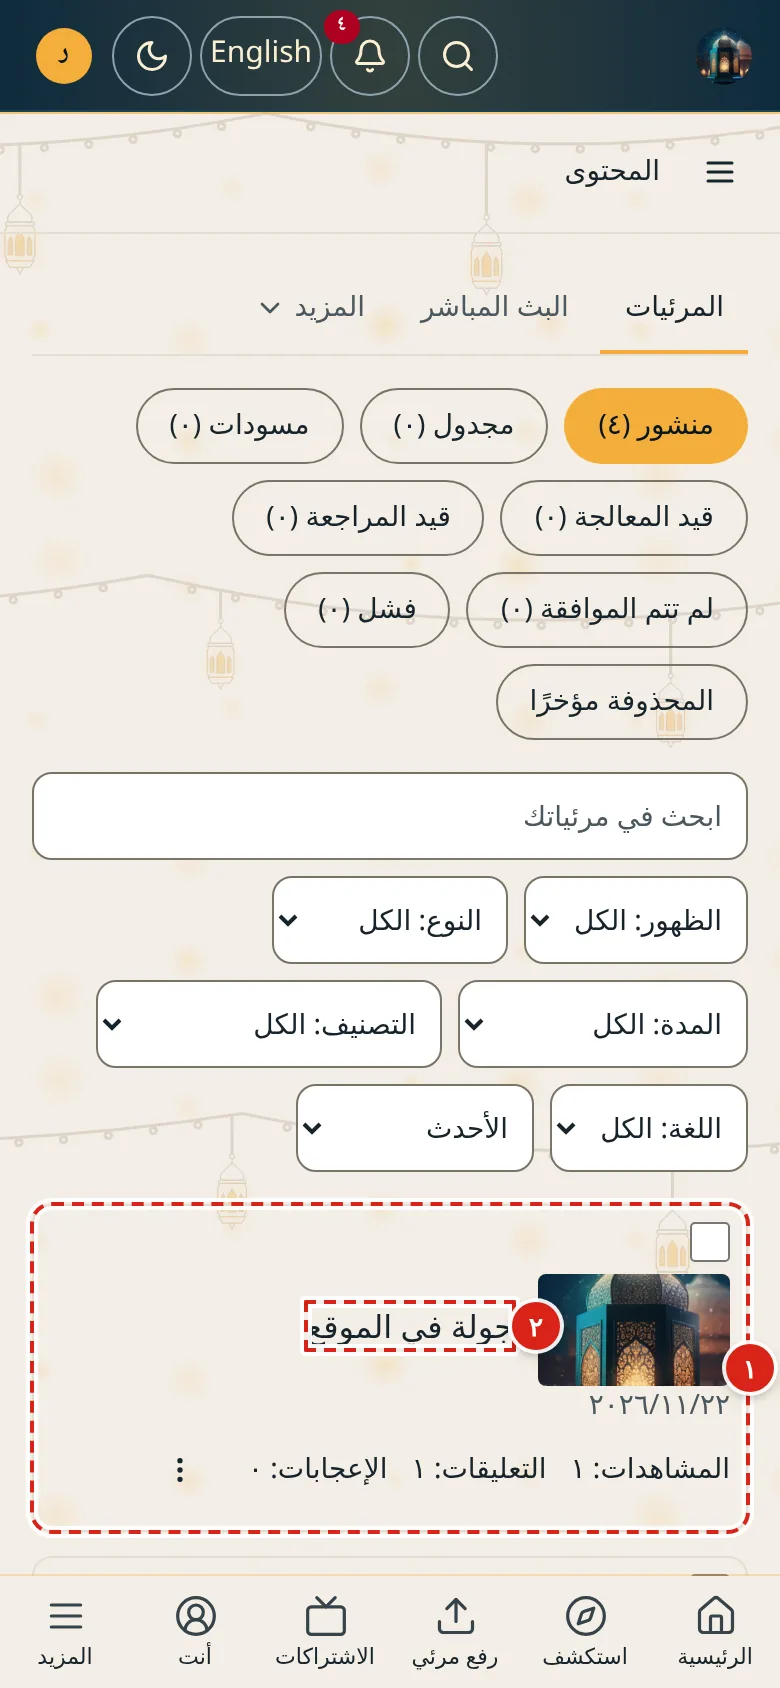 ر
English
٤
المحتوى
المرئيات البث المباشر المزيد
منشور (٤) مجدول (٠) مسودات (٠)
قيد المعالجة (٠) قيد المراجعة (٠)
لم تتم الموافقة (٠) فشل (٠)
المحذوفة مؤخرًا
ابحث في مرئياتك
الظهور: الكل النوع: الكل
المدة: الكل التصنيف: الكل
اللغة: الكل الأحدث
جولة في الموقع
٢
١
٢٠٢٦/١١/٢٢
المشاهدات: ١ التعليقات: ١ الإعجابات: ٠
الرئيسية استكشف رفع مرئي الاشتراكات أنت المزيد